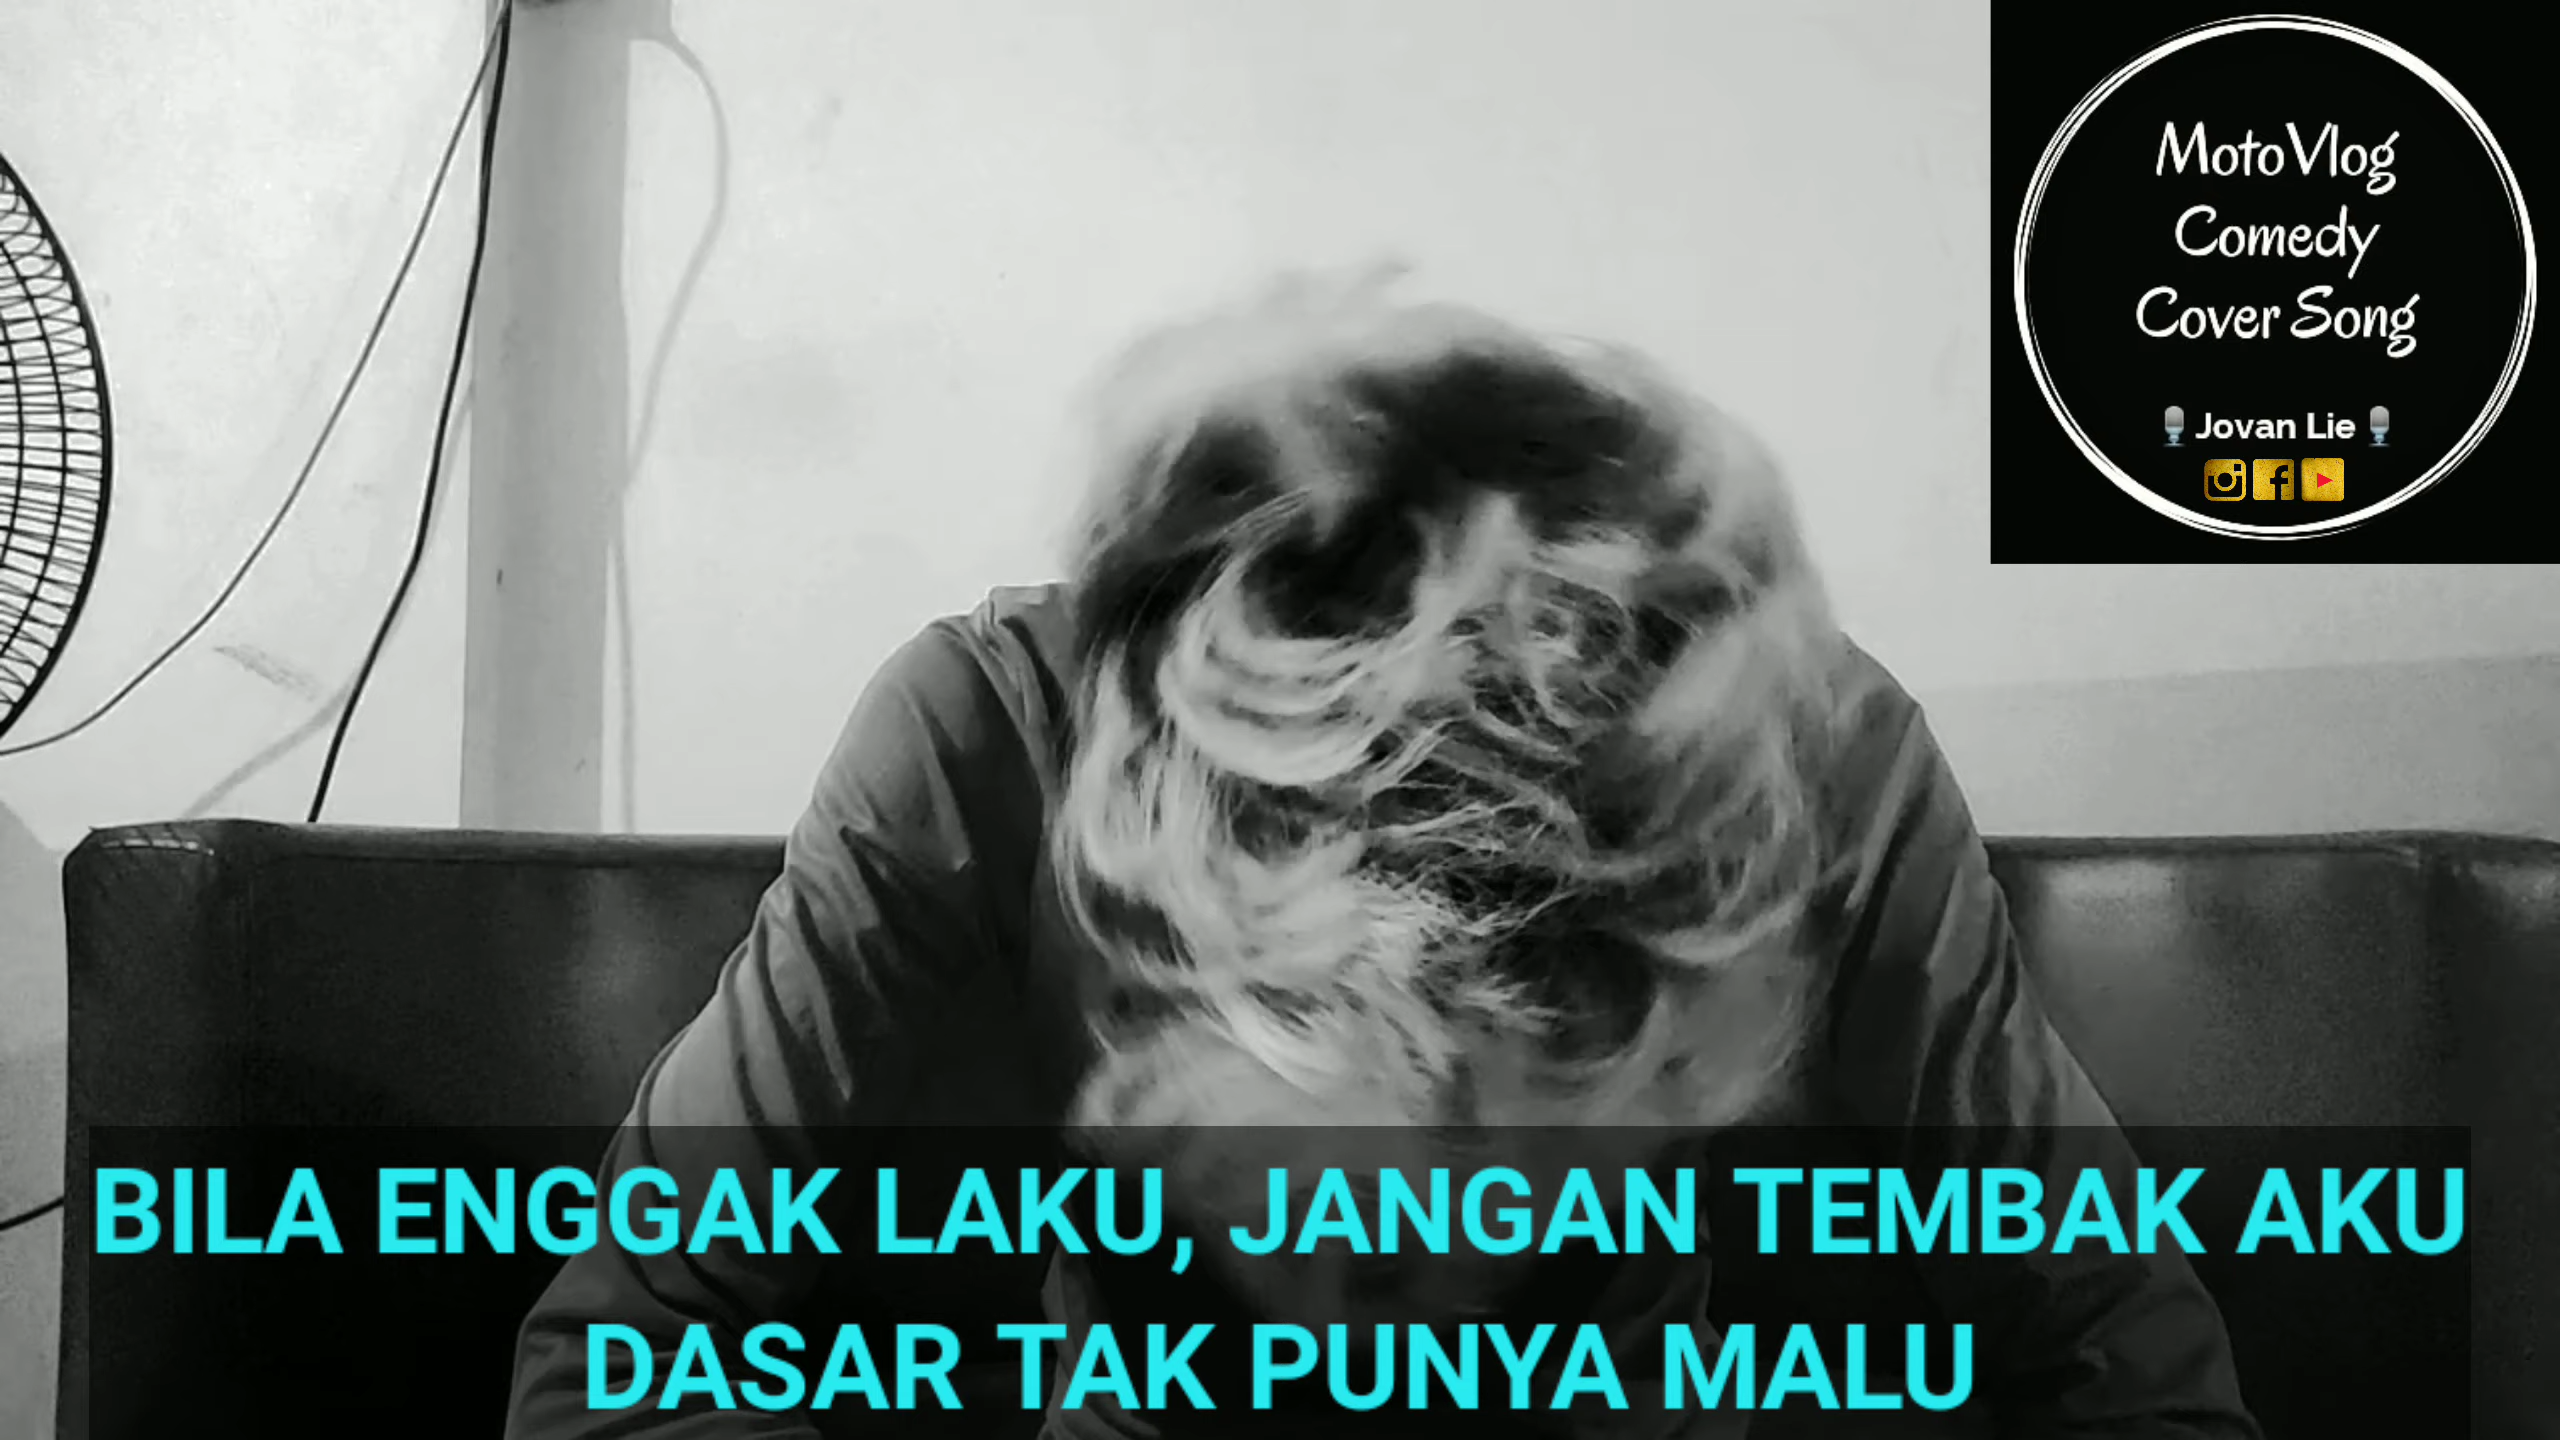 MotoVlog
Comedy
Cover Song
🎙️Jovan Lie🎙️
BILA ENGGAK LAKU, JANGAN TEMBAK AKU
DASAR TAK PUNYA MALU